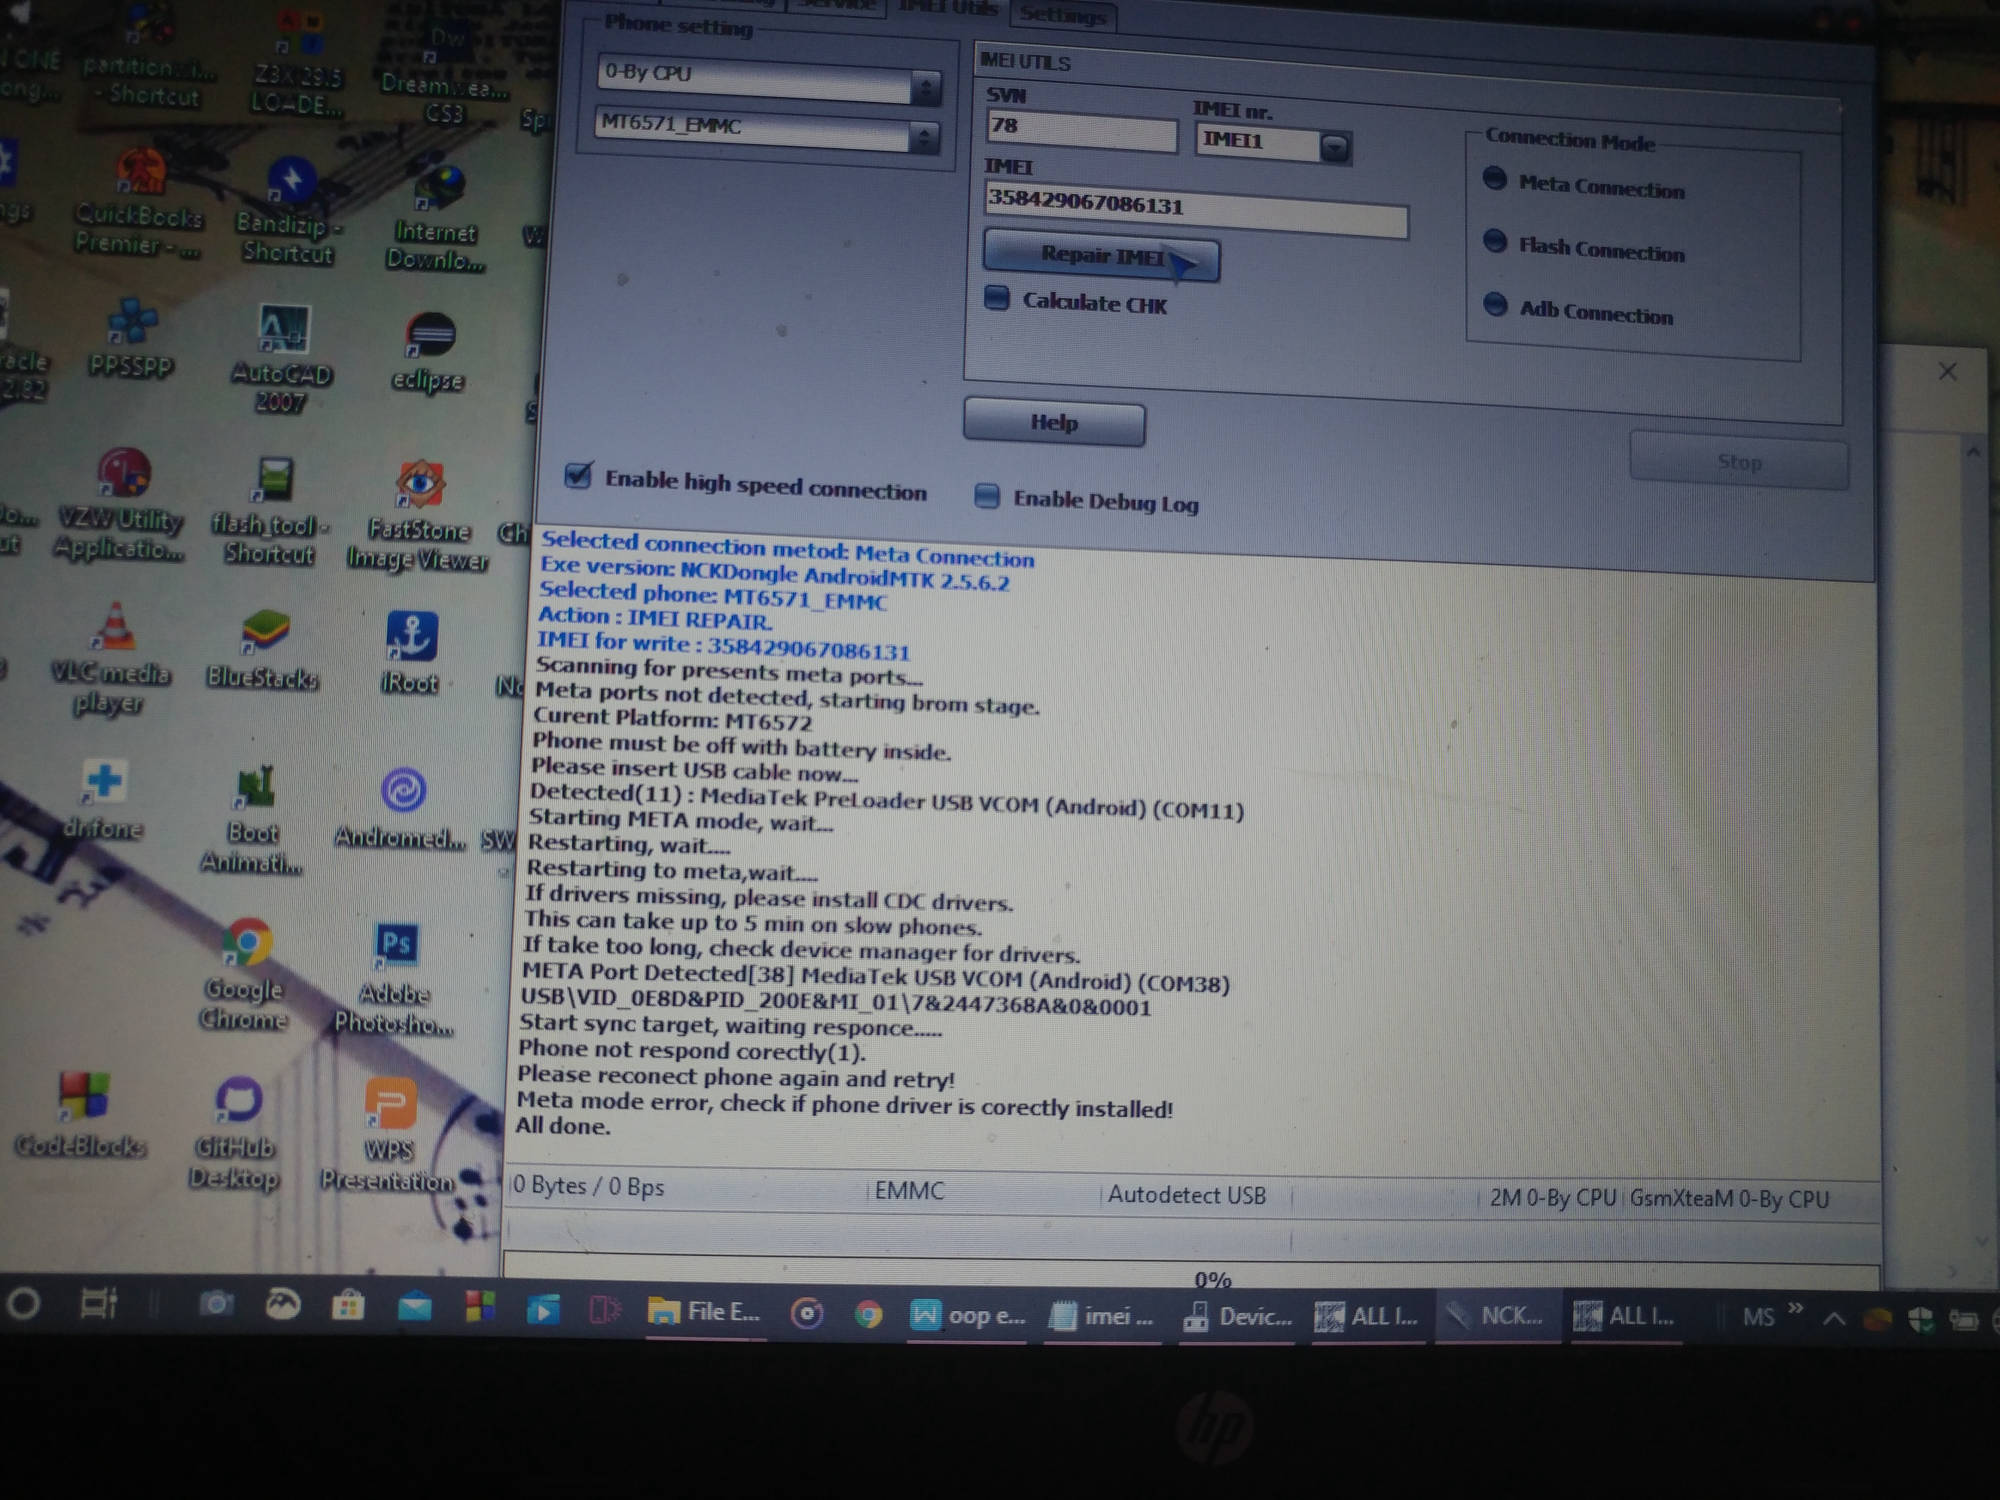 IMEI Utils
Settings
Phone setting
0-By CPU
MT6571_EMMC
IMEI UTILS
SVN
78
IMEI nr.
IMEI1
IMEI
358429067086131
Repair IMEI
Calculate CHK
Connection Mode
Meta Connection
Flash Connection
Adb Connection
Help
Stop
Enable high speed connection
Enable Debug Log
Selected connection metod: Meta Connection
Exe version: NCKDongle AndroidMTK 2.5.6.2
Selected phone: MT6571_EMMC
Action : IMEI REPAIR.
IMEI for write : 358429067086131
Scanning for presents meta ports...
Meta ports not detected, starting brom stage.
Curent Platform: MT6572
Phone must be off with battery inside.
Please insert USB cable now...
Detected(11) : MediaTek PreLoader USB VCOM (Android) (COM11)
Starting META mode, wait...
Restarting, wait....
Restarting to meta,wait....
If drivers missing, please install CDC drivers.
This can take up to 5 min on slow phones.
If take too long, check device manager for drivers.
META Port Detected[38] MediaTek USB VCOM (Android) (COM38)
USB\VID_0E8D&PID_200E&MI_01\7&2447368A&0&0001
Start sync target, waiting responce.....
Phone not respond corectly(1).
Please reconect phone again and retry!
Meta mode error, check if phone driver is corectly installed!
All done.
0 Bytes / 0 Bps
EMMC
Autodetect USB
2M 0-By CPU
GsmXteaM 0-By CPU
0%
partition...
- Shortcut
Z3X 29.5
LOADE...
Dreamwea...
CS3
QuickBooks
Premier - ...
Bandizip -
Shortcut
Internet
Downlo...
PPSSPP
AutoCAD
2007
eclipse
VZW Utility
Applicatio...
flash_tool -
Shortcut
FastStone
Image Viewer
VLC media
player
BlueStacks
iRoot
drfone
Boot
Animati...
Andromed...
SW
Google
Chrome
Ps
Adobe
Photosho...
CodeBlocks
GitHub
Desktop
WPS
Presentation
File E...
oop e...
imei ...
Devic...
ALL I...
NCK...
ALL I...
MS
hp